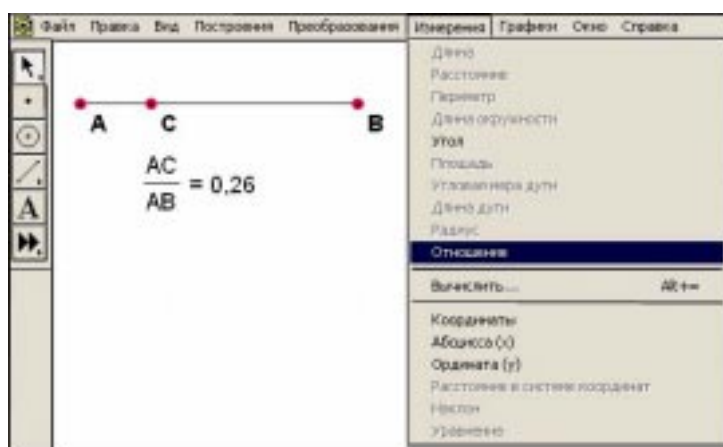 Файл Правка Вид Построения Преобразования Измерения Графики Окно Справка
A C B
AC
AB
= 0,26
A
Длина
Расстояние
Периметр
Длина окружности
Угол
Площадь
Угловая мера дуги
Длина дуги
Радиус
Отношение
Вычислить... Alt+=
Координаты
Абсцисса (x)
Ордината (y)
Расстояние в системе координат
Наклон
Уравнение